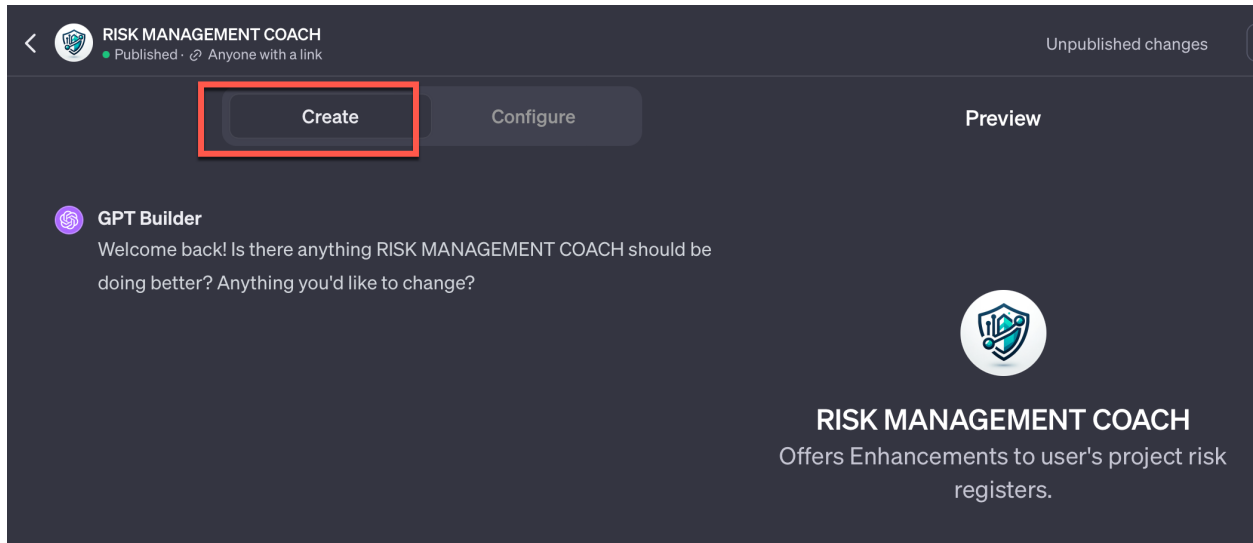 RISK MANAGEMENT COACH
Published · Anyone with a link
Unpublished changes
Create
Configure
Preview
GPT Builder
Welcome back! Is there anything RISK MANAGEMENT COACH should be
doing better? Anything you'd like to change?
RISK MANAGEMENT COACH
Offers Enhancements to user's project risk
registers.